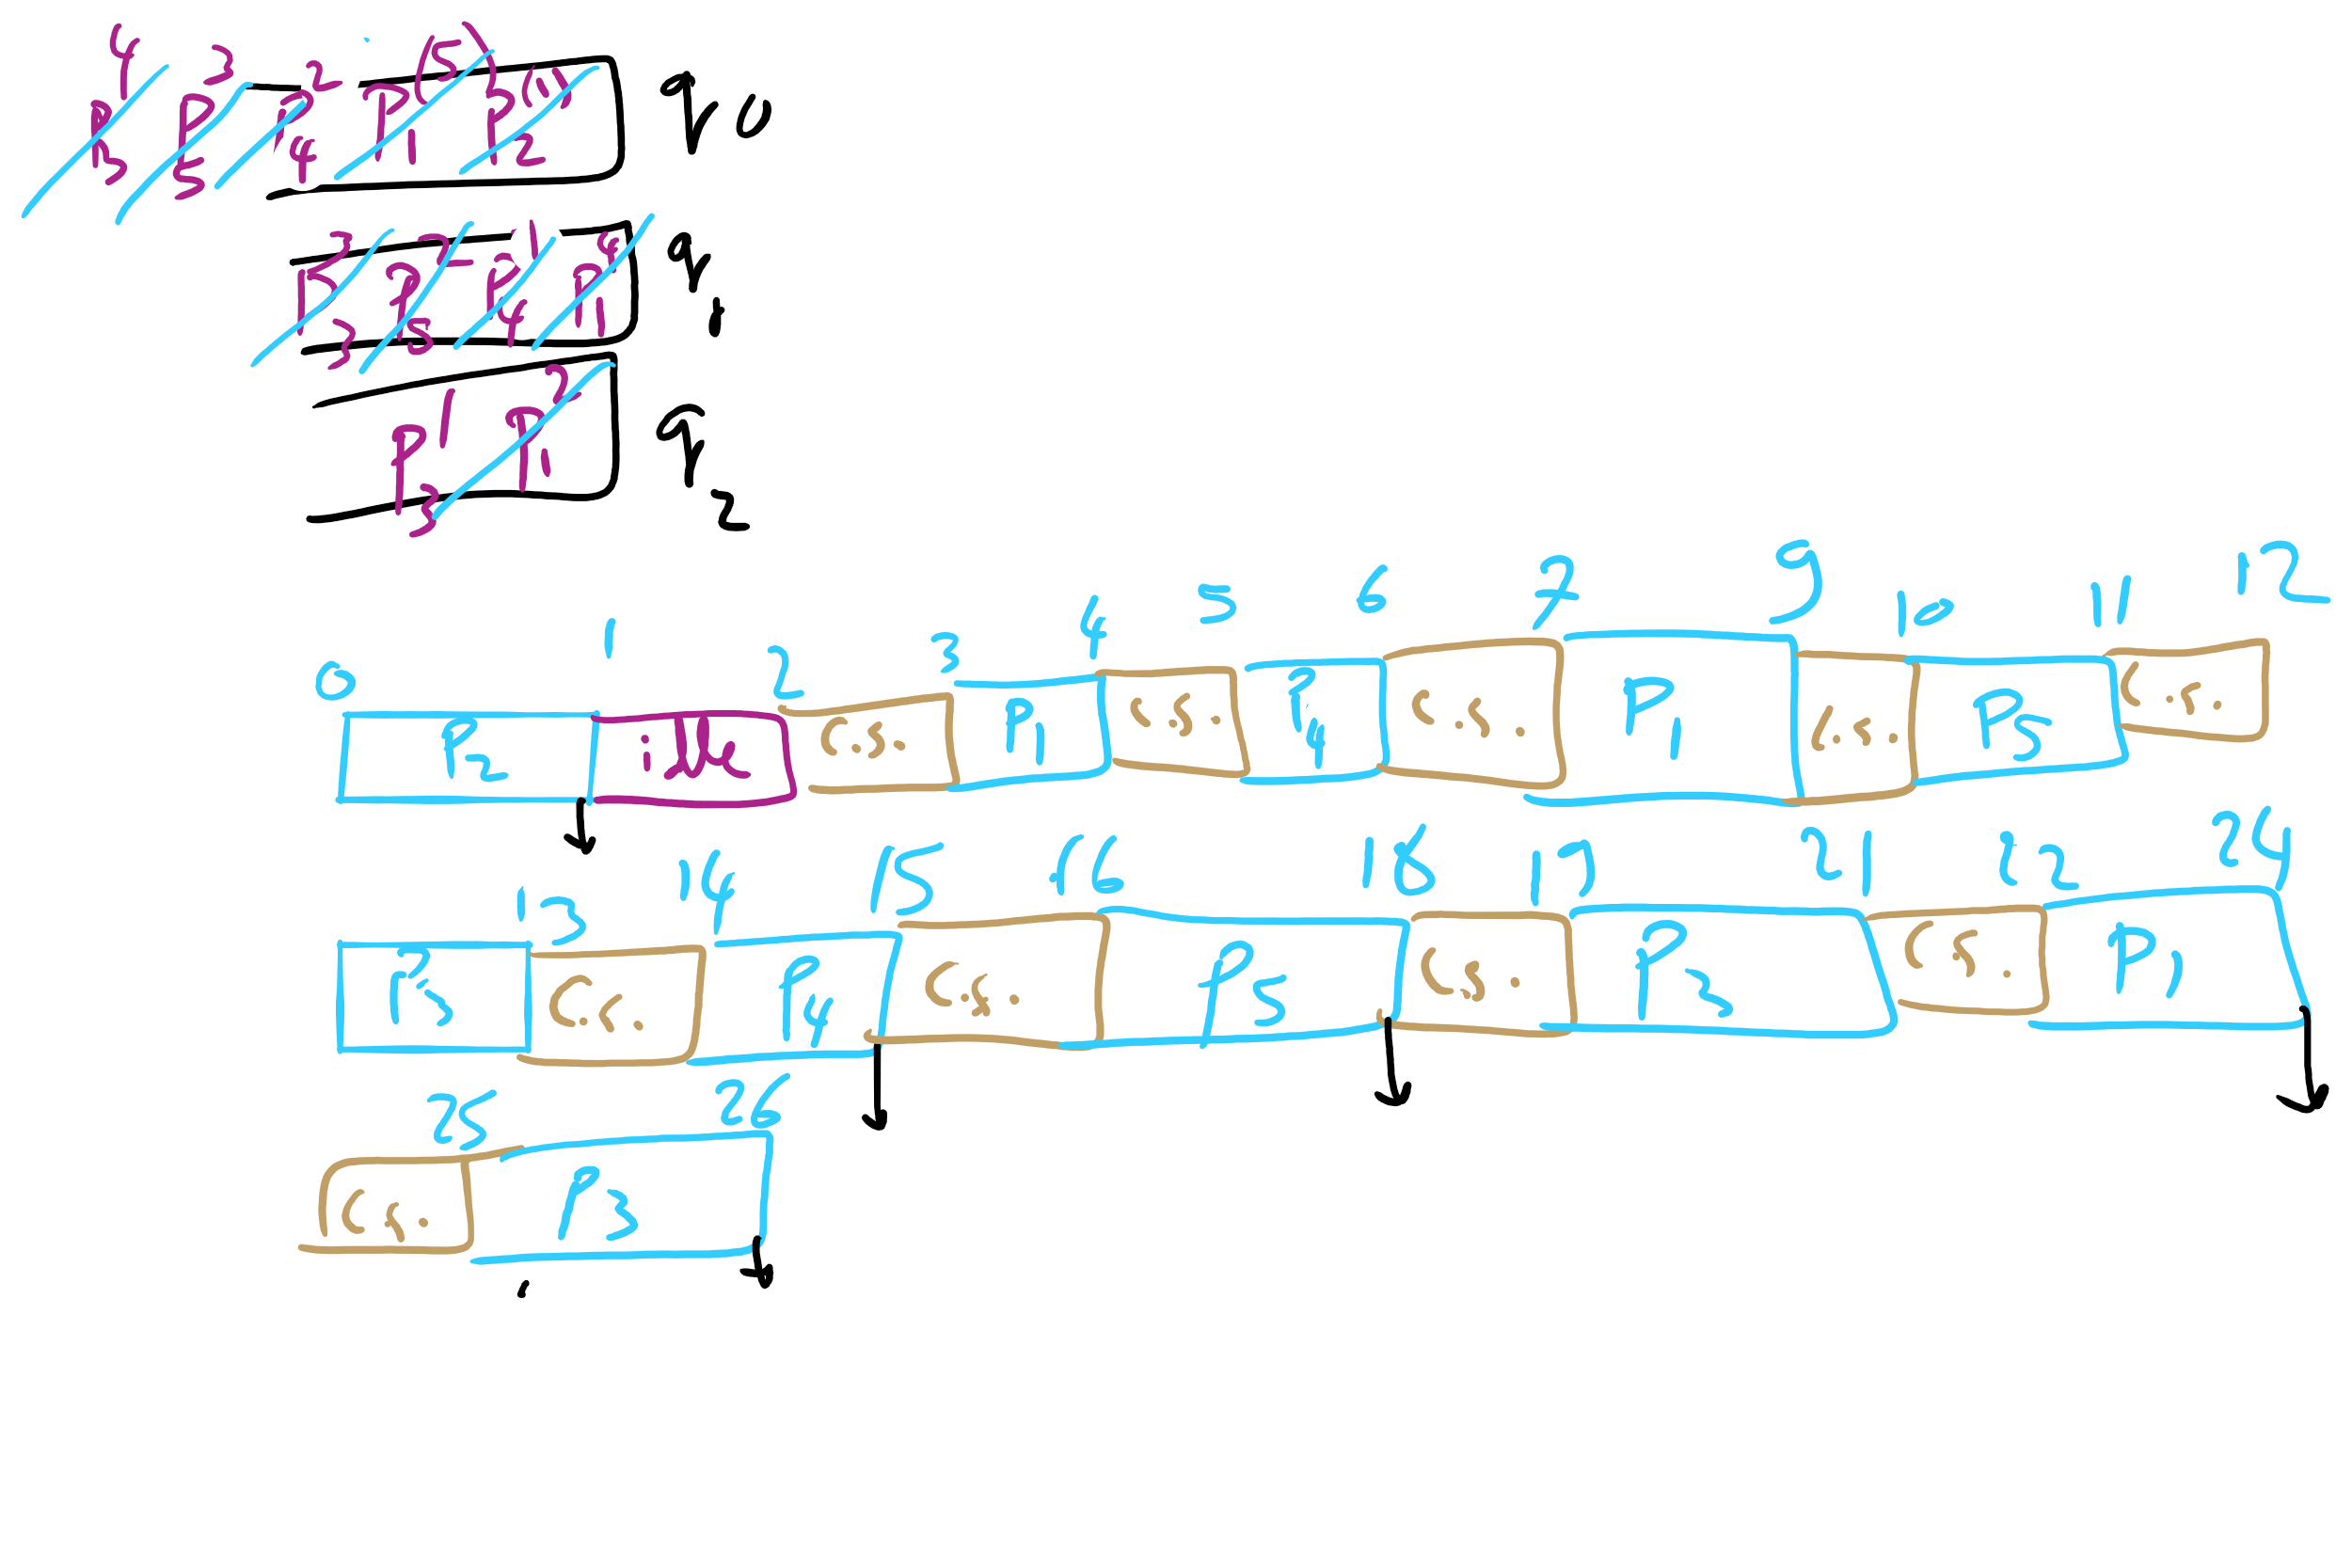 4 3 2 (5) (1)
P3 P5 P4 P1 P2 q0
3 2 1 4
P3 P5 P4 P1 q1
1 2
P3 P1 q2
0 1 2 3 4 5 6 7 9 10 11 12
P2 idle c.s. P1 c.s. P4 c.s. P1 c.s. P5 c.s.
13 14 15 16 18 19 21 22 24
P3 c.s. P4 c.s. P5 c.s. P3 c.s. P1
25 26
c.s. P3